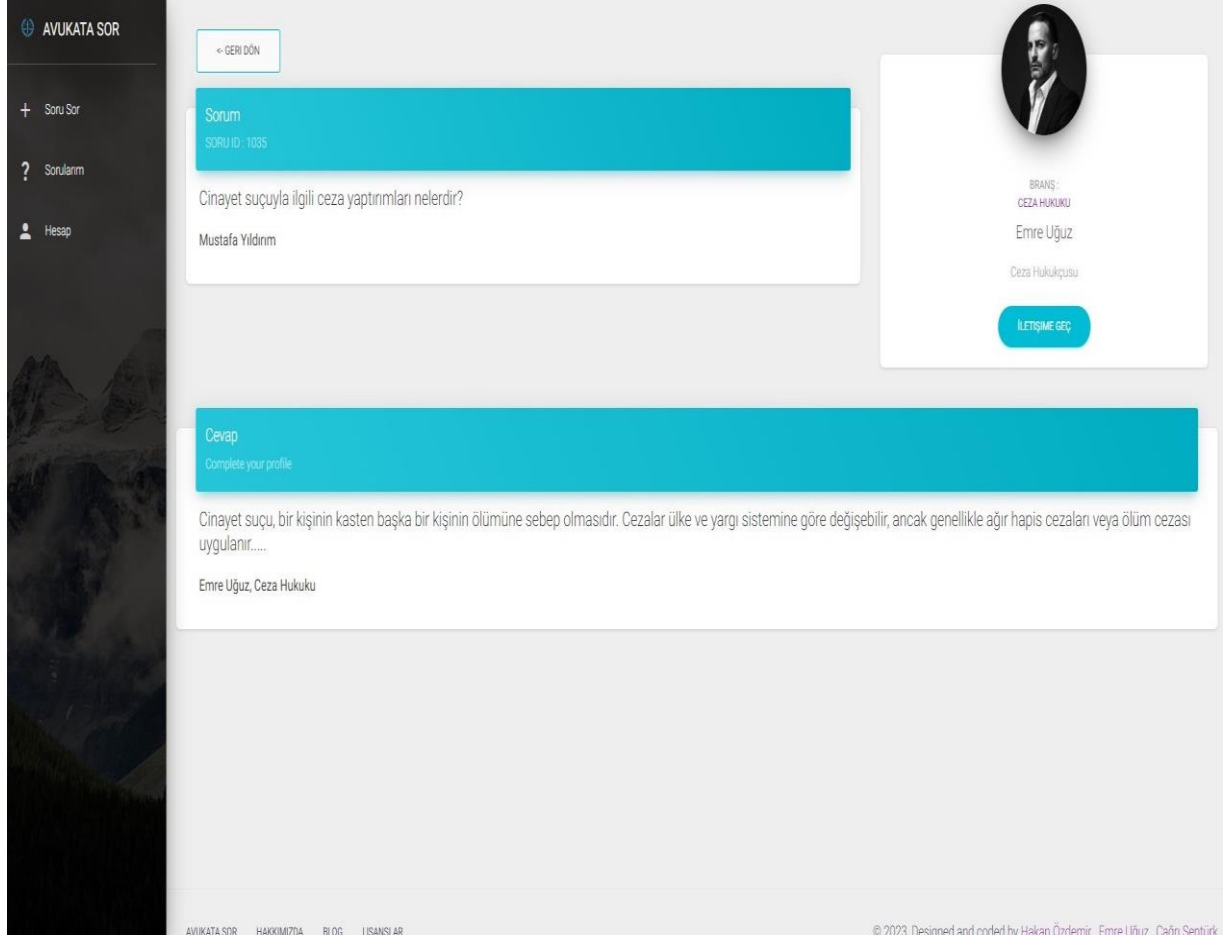 AVUKATA SOR
Soru Sor
Sorularım
Hesap
<- GERI DÖN
Sorum
SORU ID : 1035
Cinayet suçuyla ilgili ceza yaptırımları nelerdir?
Mustafa Yıldırım
BRANŞ :
CEZA HUKUKU
Emre Uğuz
Ceza Hukukçusu
İLETIŞIME GEÇ
Cevap
Complete your profile
Cinayet suçu, bir kişinin kasten başka bir kişinin ölümüne sebep olmasıdır. Cezalar ülke ve yargı sistemine göre değişebilir, ancak genellikle ağır hapis cezaları veya ölüm cezası
uygulanır.....
Emre Uğuz, Ceza Hukuku
AVUKATA SOR HAKKIMIZDA BLOG LISANSLAR
© 2023, Designed and coded by Hakan Özdemir , Emre Uğuz , Çağrı Şentürk